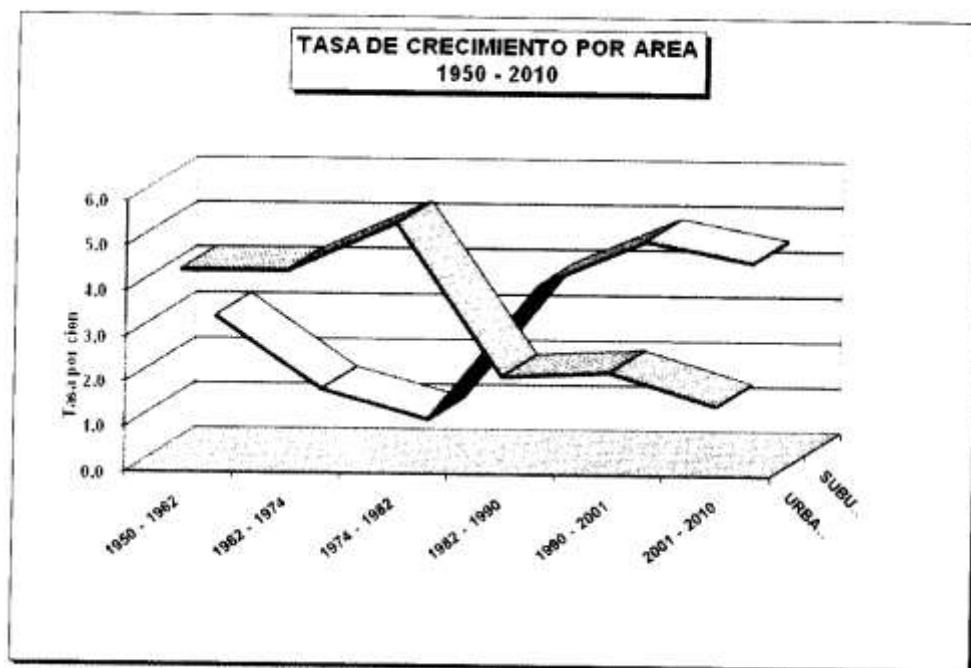 TASA DE CRECIMIENTO POR AREA
1950 - 2010
Tasa por cien
6.0
5.0
4.0
3.0
2.0
1.0
0.0
1950 - 1962
1962 - 1974
1974 - 1982
1982 - 1990
1990 - 2001
2001 - 2010
URBA..
SUBU..